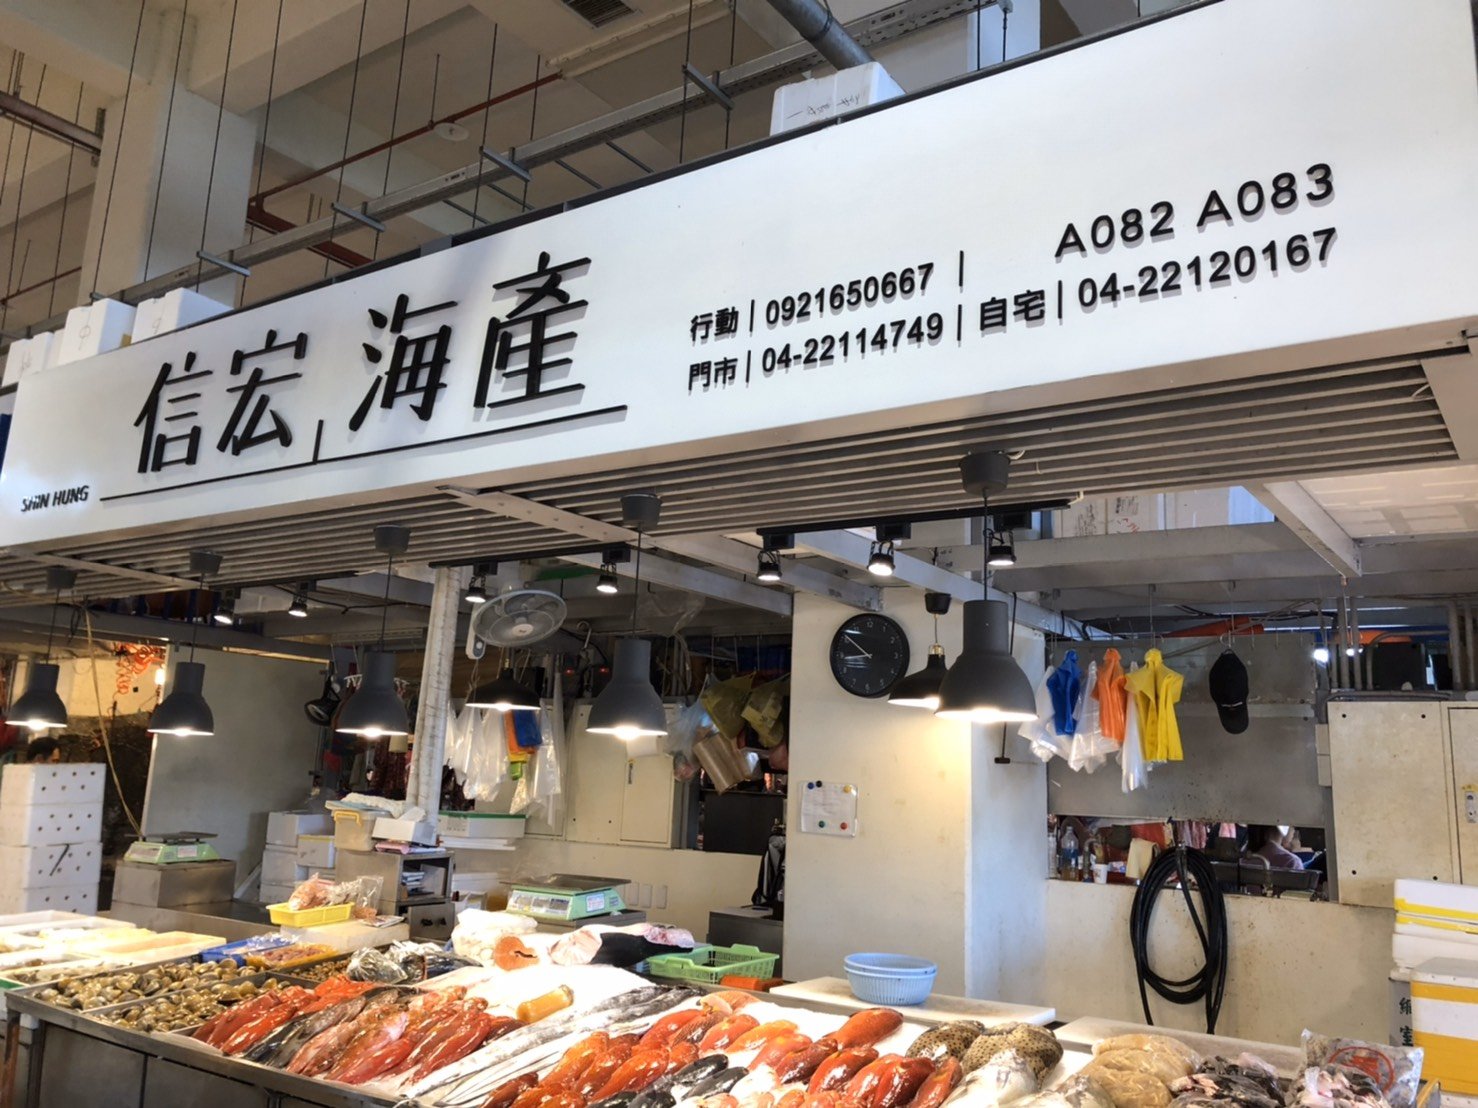 信宏 海產
SHIN HUNG
A082 A083
行動 | 0921650667 |
門市 | 04-22114749 | 自宅 | 04-22120167